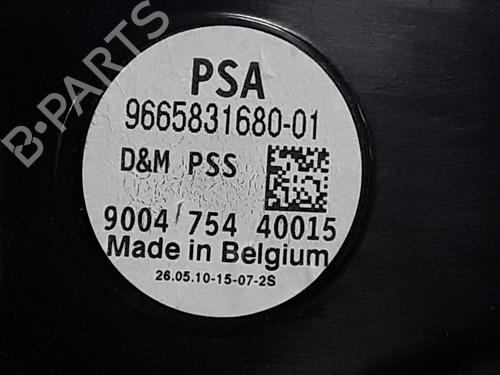 B-PARTS
PSA
9665831680-01
D&M PSS
9004 754 40015
Made in Belgium
26.05.10-15-07-2S